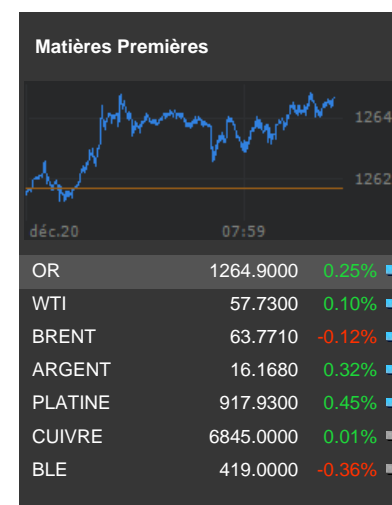 Matières Premières
1264
1262
déc.20 07:59
OR 1264.9000 0.25%
WTI 57.7300 0.10%
BRENT 63.7710 -0.12%
ARGENT 16.1680 0.32%
PLATINE 917.9300 0.45%
CUIVRE 6845.0000 0.01%
BLE 419.0000 -0.36%